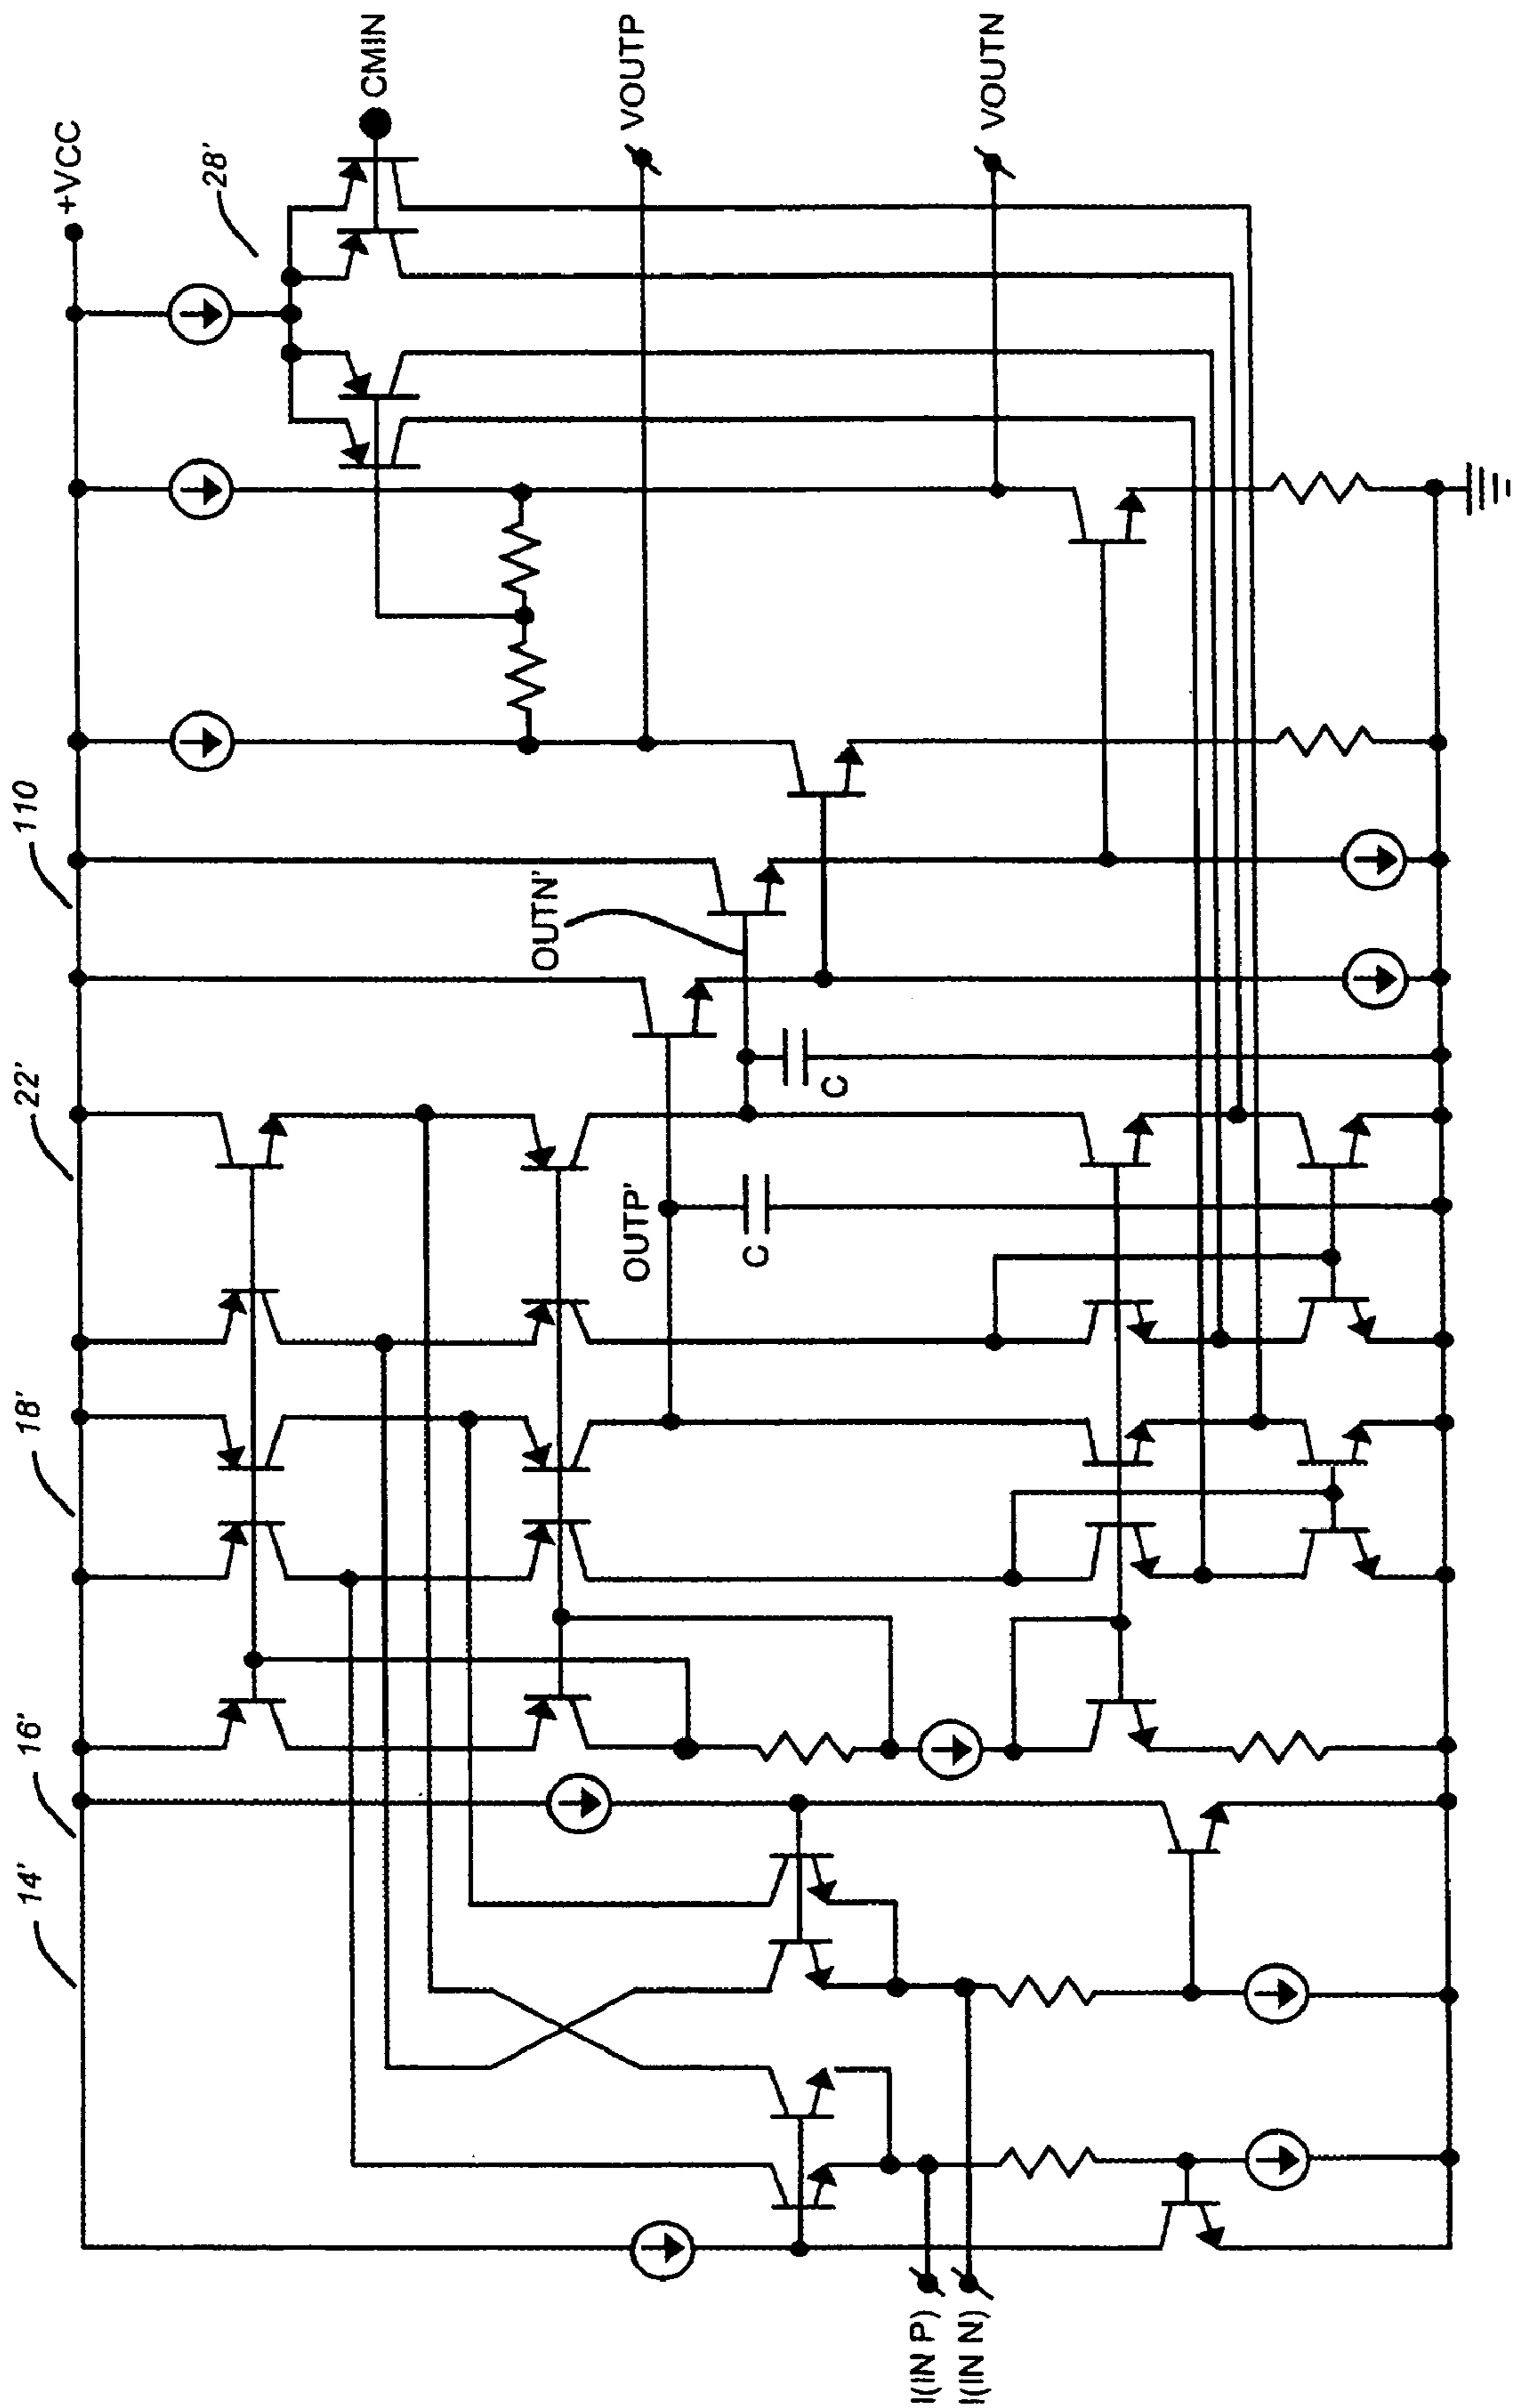 +VCC
28'
CMIN
VOUTP
VOUTN
110
OUTN'
C
22'
OUTP'
C
18'
16'
14'
I(IN P)
I(IN N)